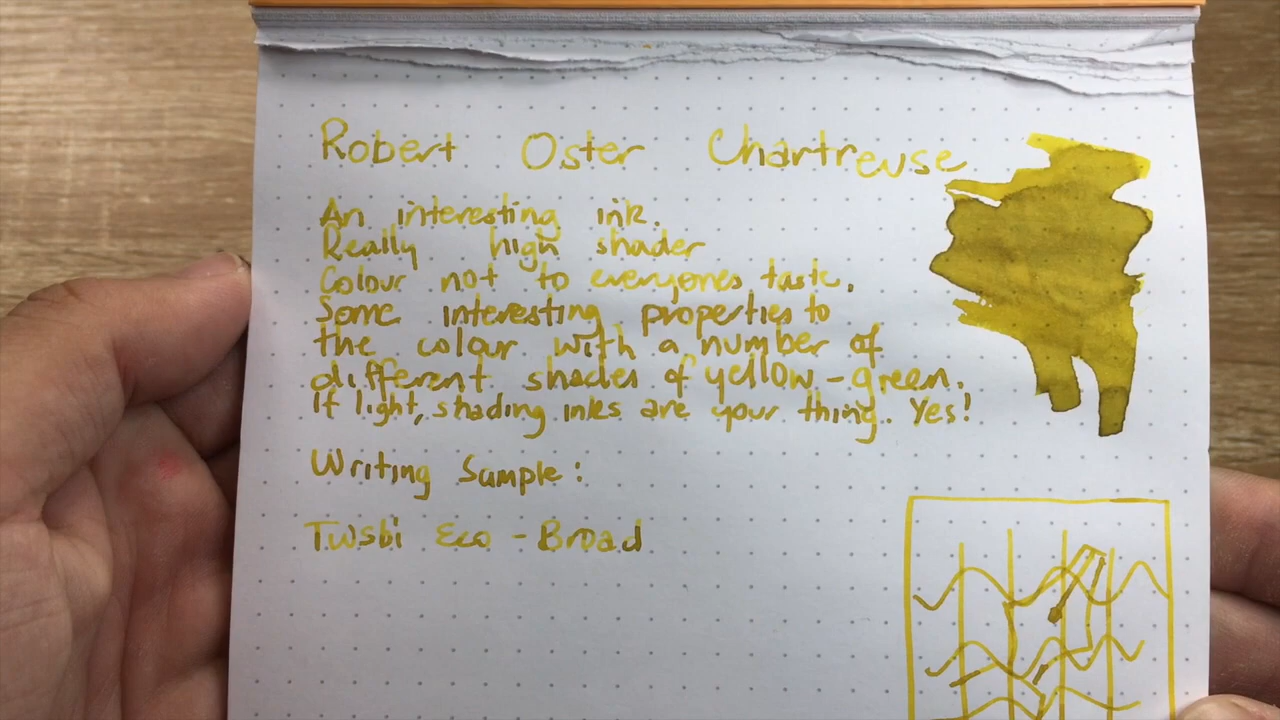 Robert Oster Chartreuse
An interesting ink.
Really high shader
Colour not to everyones taste.
Some interesting properties to
the colour with a number of
different shades of yellow-green.
If light, shading inks are your thing. Yes!
Writing Sample:
Twsbi Eco - Broad